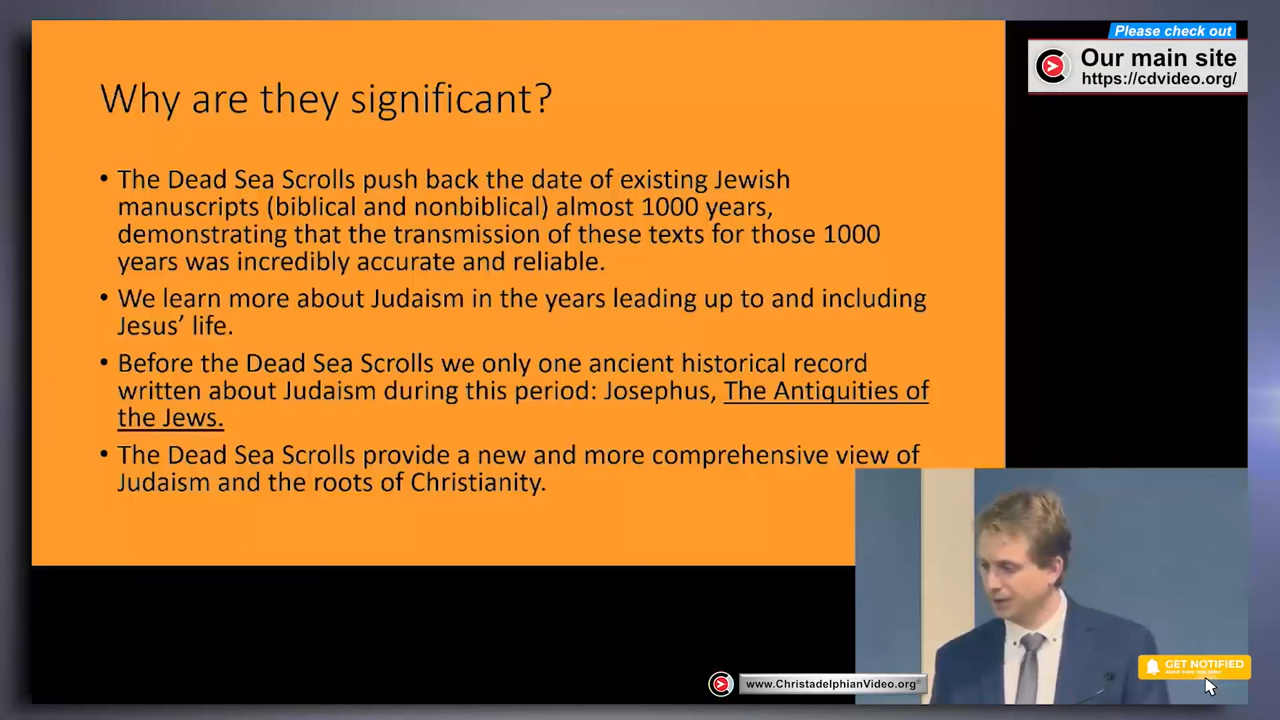 Please check out
Our main site
https://cdvideo.org/
Why are they significant?
• The Dead Sea Scrolls push back the date of existing Jewish
manuscripts (biblical and nonbiblical) almost 1000 years,
demonstrating that the transmission of these texts for those 1000
years was incredibly accurate and reliable.
• We learn more about Judaism in the years leading up to and including
Jesus’ life.
• Before the Dead Sea Scrolls we only one ancient historical record
written about Judaism during this period: Josephus, The Antiquities of
the Jews.
• The Dead Sea Scrolls provide a new and more comprehensive view of
Judaism and the roots of Christianity.
GET NOTIFIED
www.ChristadelphianVideo.org